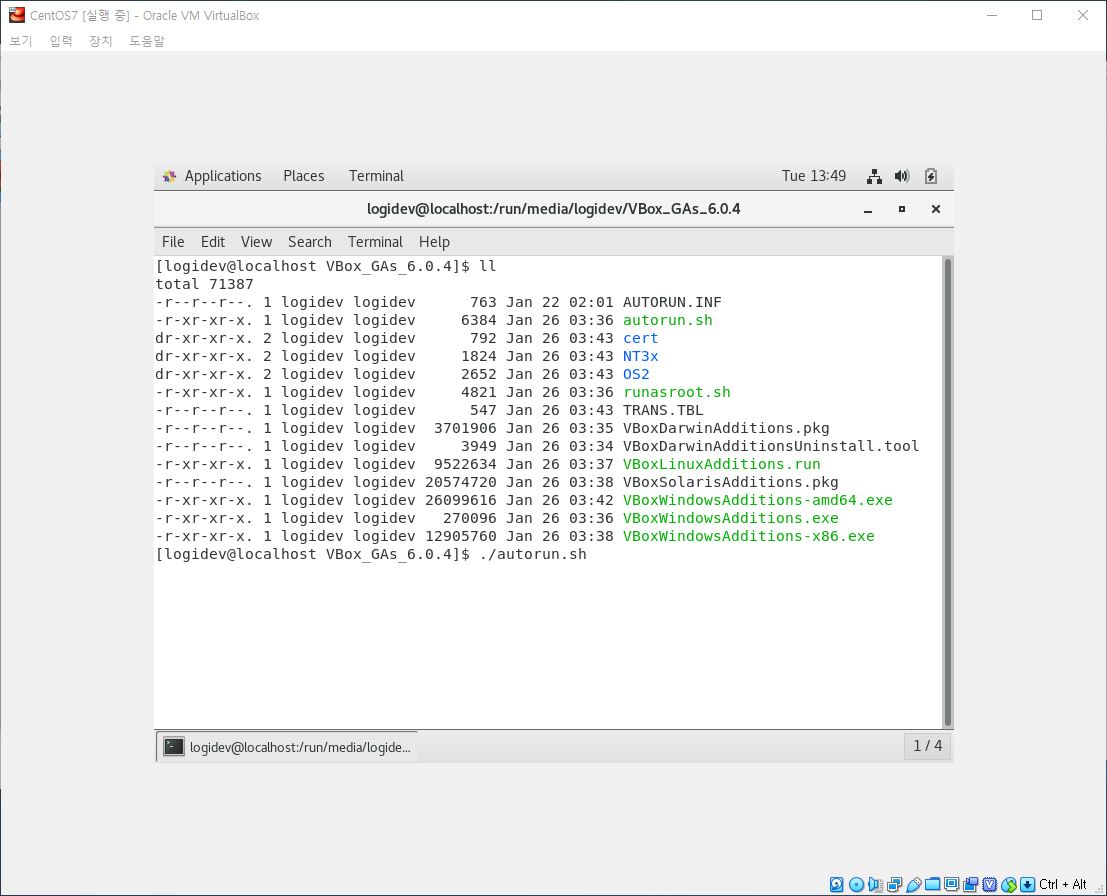 CentOS7 [실행 중] - Oracle VM VirtualBox
보기 입력 장치 도움말
Applications Places Terminal Tue 13:49
logidev@localhost:/run/media/logidev/VBox_GAs_6.0.4
File Edit View Search Terminal Help
[logidev@localhost VBox_GAs_6.0.4]$ ll
total 71387
-r--r--r--. 1 logidev logidev 763 Jan 22 02:01 AUTORUN.INF
-r-xr-xr-x. 1 logidev logidev 6384 Jan 26 03:36 autorun.sh
dr-xr-xr-x. 2 logidev logidev 792 Jan 26 03:43 cert
dr-xr-xr-x. 2 logidev logidev 1824 Jan 26 03:43 NT3x
dr-xr-xr-x. 2 logidev logidev 2652 Jan 26 03:43 OS2
-r-xr-xr-x. 1 logidev logidev 4821 Jan 26 03:36 runasroot.sh
-r--r--r--. 1 logidev logidev 547 Jan 26 03:43 TRANS.TBL
-r--r--r--. 1 logidev logidev 3701906 Jan 26 03:35 VBoxDarwinAdditions.pkg
-r--r--r--. 1 logidev logidev 3949 Jan 26 03:34 VBoxDarwinAdditionsUninstall.tool
-r-xr-xr-x. 1 logidev logidev 9522634 Jan 26 03:37 VBoxLinuxAdditions.run
-r--r--r--. 1 logidev logidev 20574720 Jan 26 03:38 VBoxSolarisAdditions.pkg
-r-xr-xr-x. 1 logidev logidev 26099616 Jan 26 03:42 VBoxWindowsAdditions-amd64.exe
-r-xr-xr-x. 1 logidev logidev 270096 Jan 26 03:36 VBoxWindowsAdditions.exe
-r-xr-xr-x. 1 logidev logidev 12905760 Jan 26 03:38 VBoxWindowsAdditions-x86.exe
[logidev@localhost VBox_GAs_6.0.4]$ ./autorun.sh
logidev@localhost:/run/media/logide... 1 / 4
Ctrl + Alt